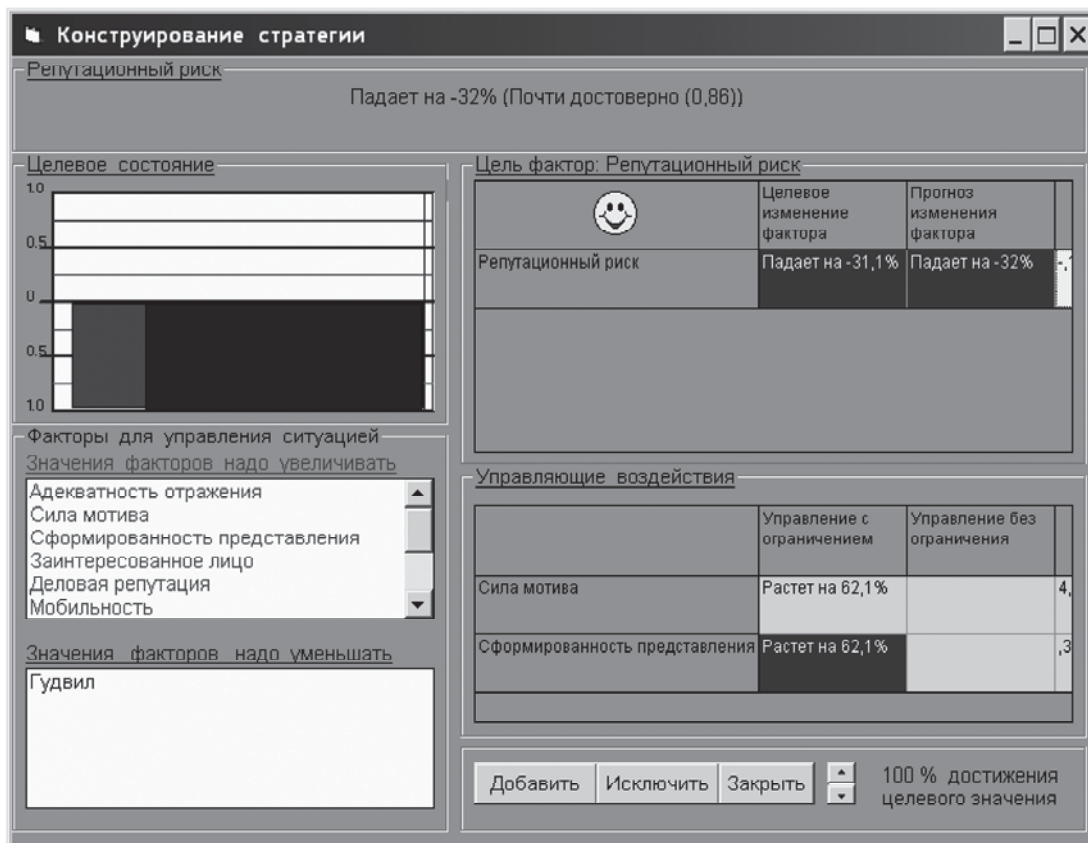 Конструирование стратегии
Репутационный риск
Падает на -32% (Почти достоверно (0,86))
Целевое состояние
1.0
0.5
0
0.5
1.0
Факторы для управления ситуацией
Значения факторов надо увеличивать
Адекватность отражения
Сила мотива
Сформированность представления
Заинтересованное лицо
Деловая репутация
Мобильность
Значения факторов надо уменьшать
Гудвил
Цель фактор: Репутационный риск
Целевое
изменение
фактора
Прогноз
изменения
фактора
Репутационный риск
Падает на -31,1%
Падает на -32%
Управляющие воздействия
Управление с
ограничением
Управление без
ограничения
Сила мотива
Растет на 62,1%
4,
Сформированность представления
Растет на 62,1%
,3
Добавить
Исключить
Закрыть
100 % достижения
целевого значения